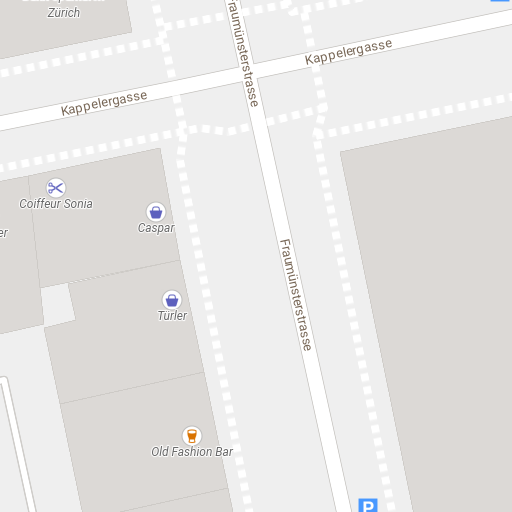 Zürich
Fraumünsterstrasse
Kappelergasse
Kappelergasse
Coiffeur Sonia
Caspar
Fraumünsterstrasse
Türler
Old Fashion Bar
P